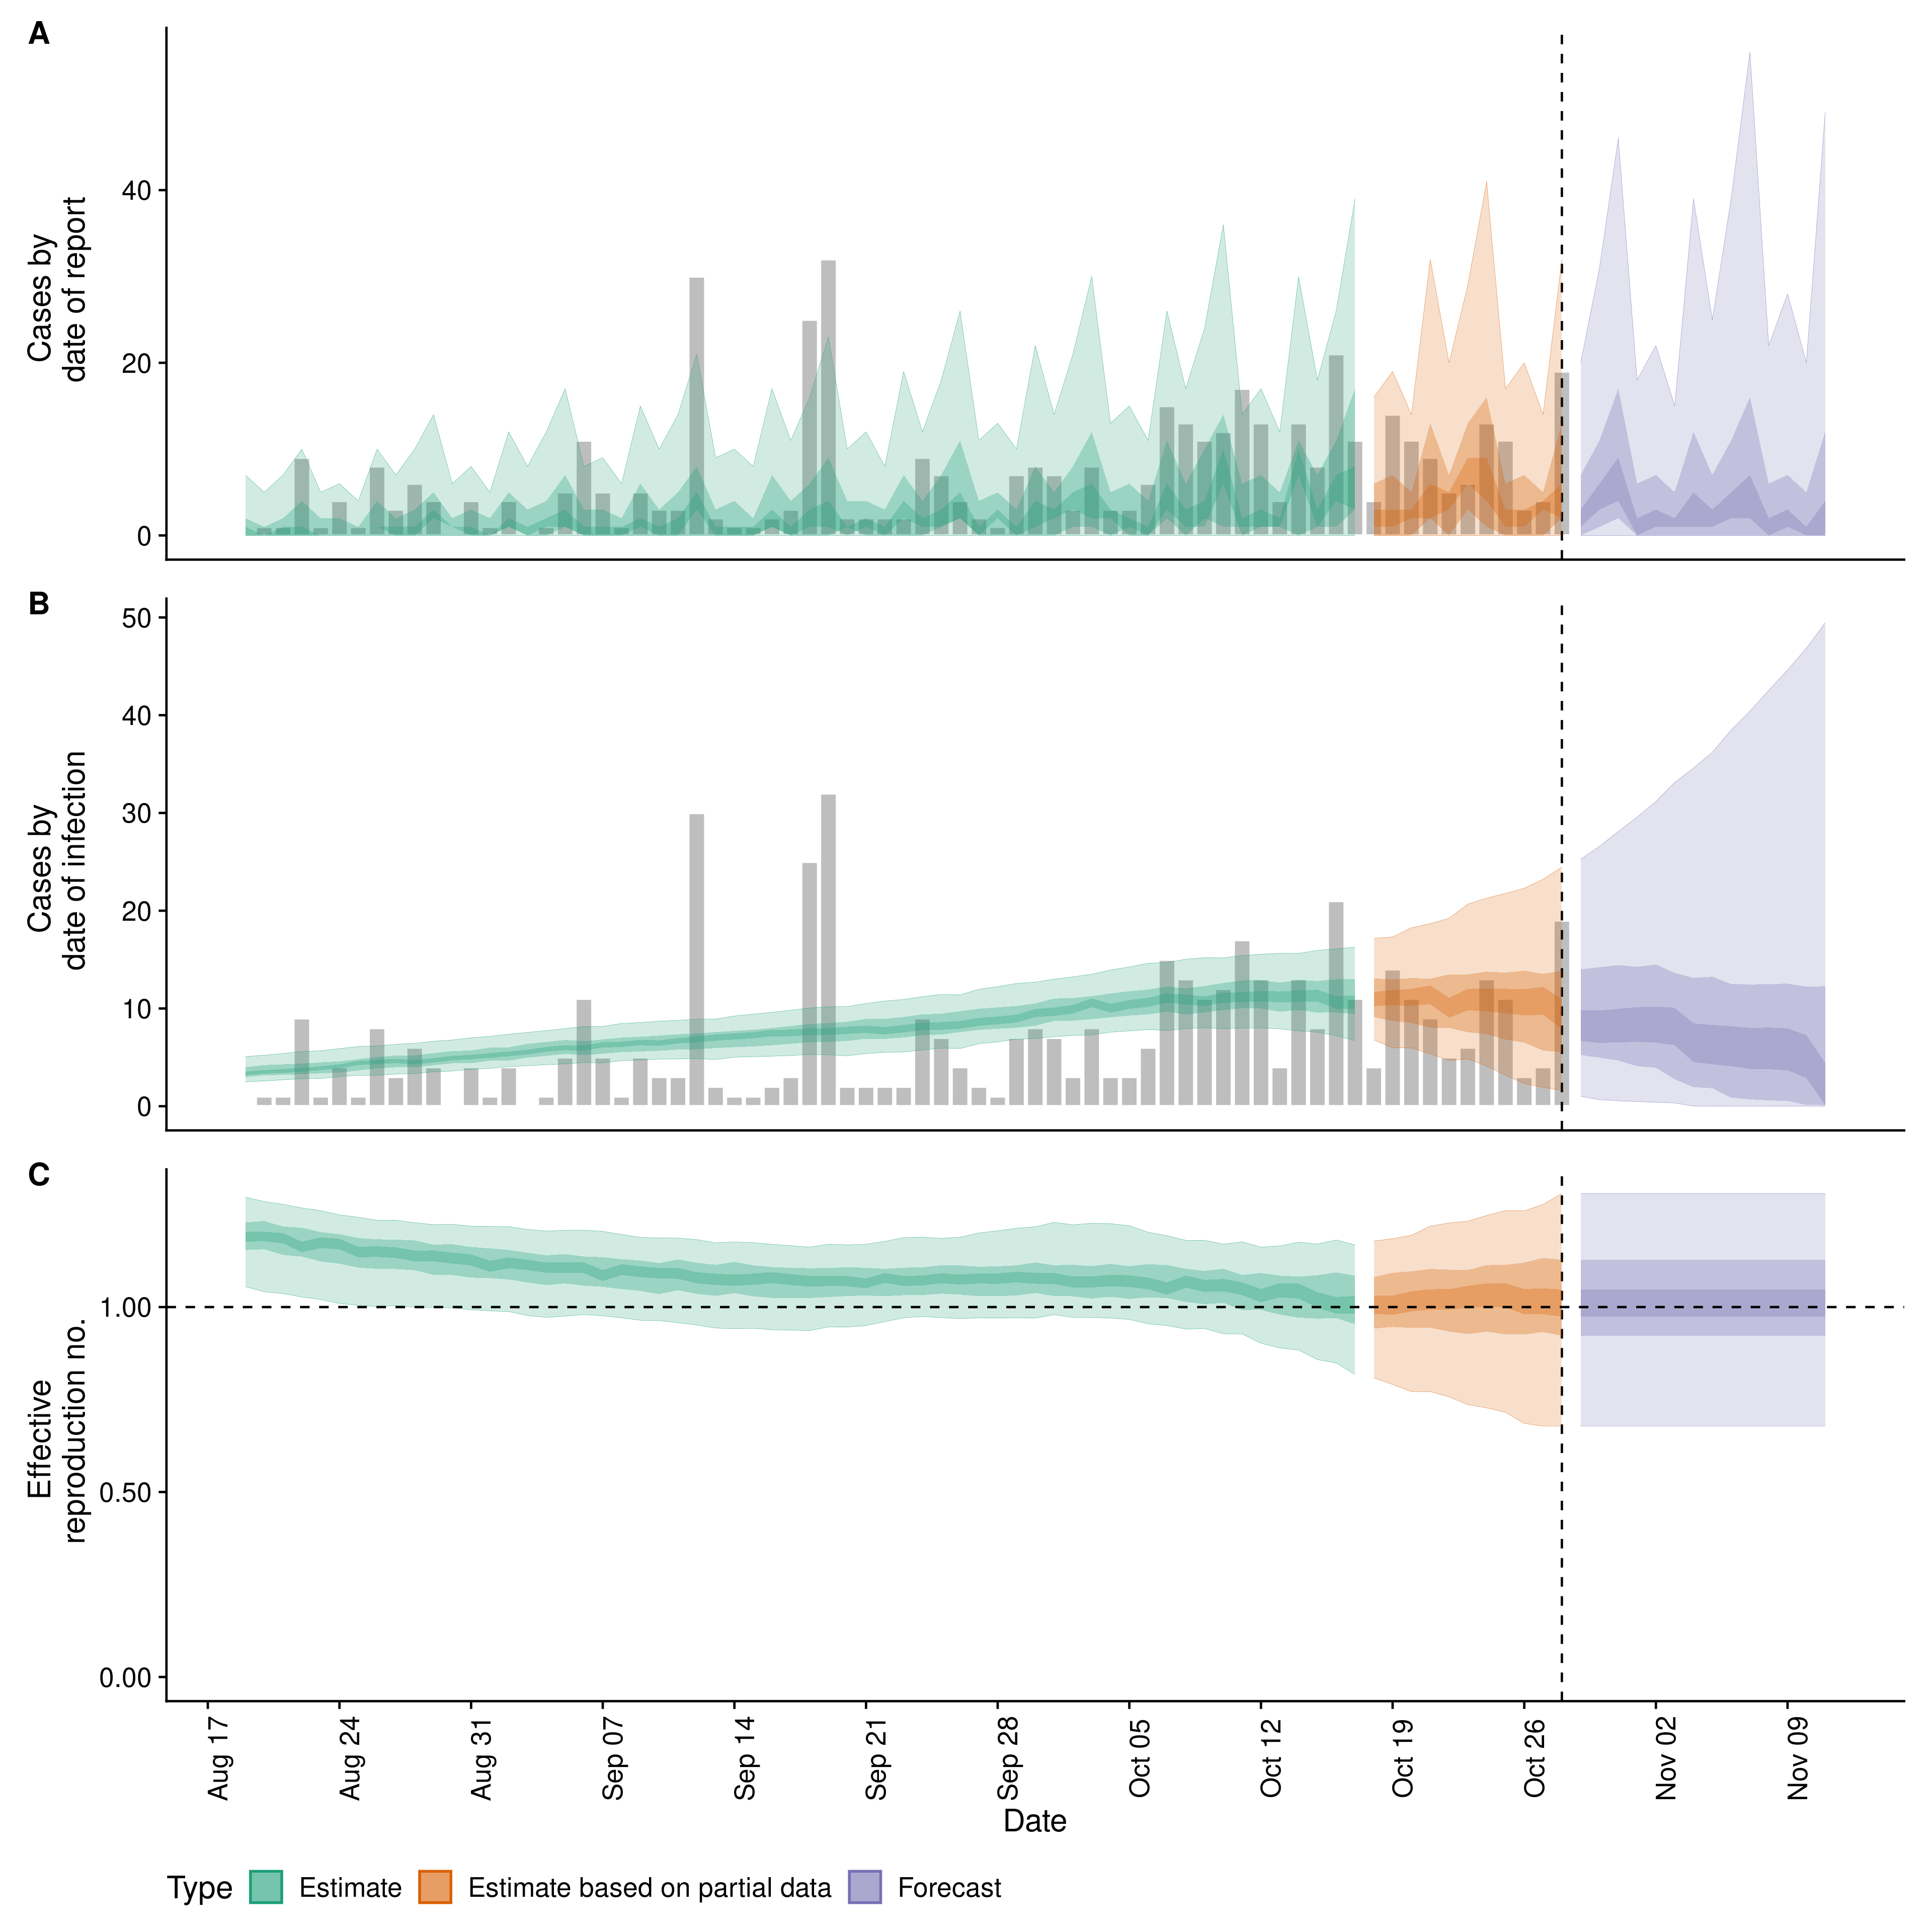 A
Cases by
date of report
40
20
0
B
Cases by
date of infection
50
40
30
20
10
0
C
Effective
reproduction no.
1.00
0.50
0.00
Aug 17
Aug 24
Aug 31
Sep 07
Sep 14
Sep 21
Sep 28
Oct 05
Oct 12
Oct 19
Oct 26
Nov 02
Nov 09
Date
Type Estimate Estimate based on partial data Forecast